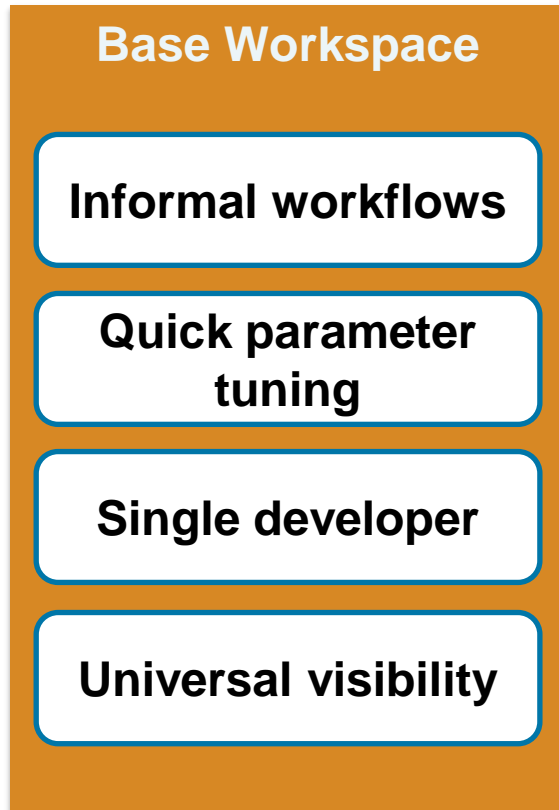 Base Workspace
Informal workflows
Quick parameter
tuning
Single developer
Universal visibility